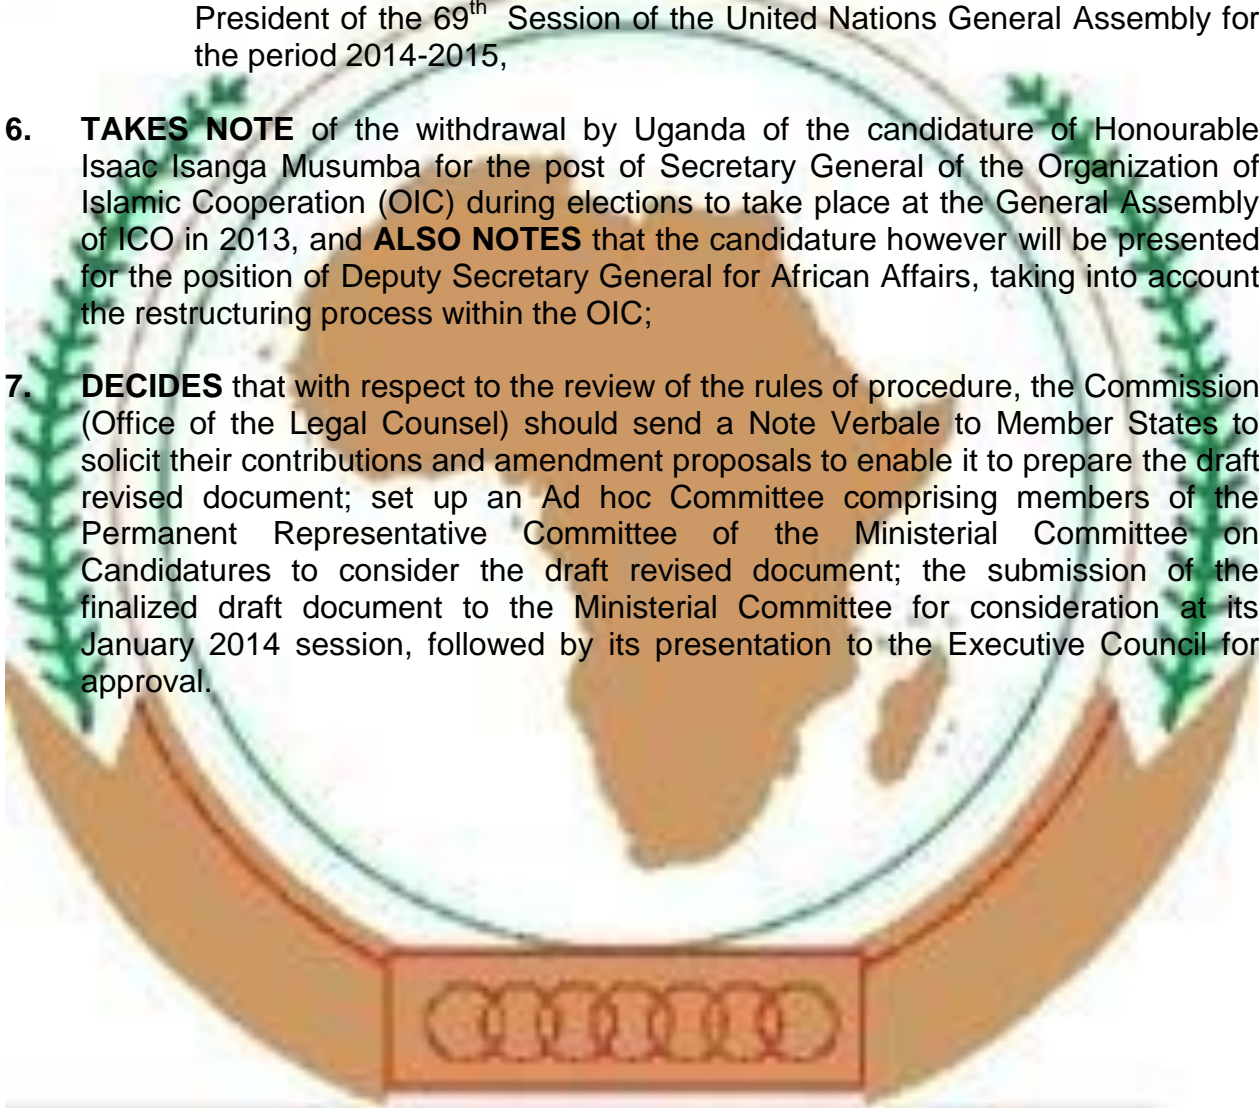 President of the 69th Session of the United Nations General Assembly for
the period 2014-2015,
6. TAKES NOTE of the withdrawal by Uganda of the candidature of Honourable
Isaac Isanga Musumba for the post of Secretary General of the Organization of
Islamic Cooperation (OIC) during elections to take place at the General Assembly
of ICO in 2013, and ALSO NOTES that the candidature however will be presented
for the position of Deputy Secretary General for African Affairs, taking into account
the restructuring process within the OIC;
7. DECIDES that with respect to the review of the rules of procedure, the Commission
(Office of the Legal Counsel) should send a Note Verbale to Member States to
solicit their contributions and amendment proposals to enable it to prepare the draft
revised document; set up an Ad hoc Committee comprising members of the
Permanent Representative Committee of the Ministerial Committee on
Candidatures to consider the draft revised document; the submission of the
finalized draft document to the Ministerial Committee for consideration at its
January 2014 session, followed by its presentation to the Executive Council for
approval.